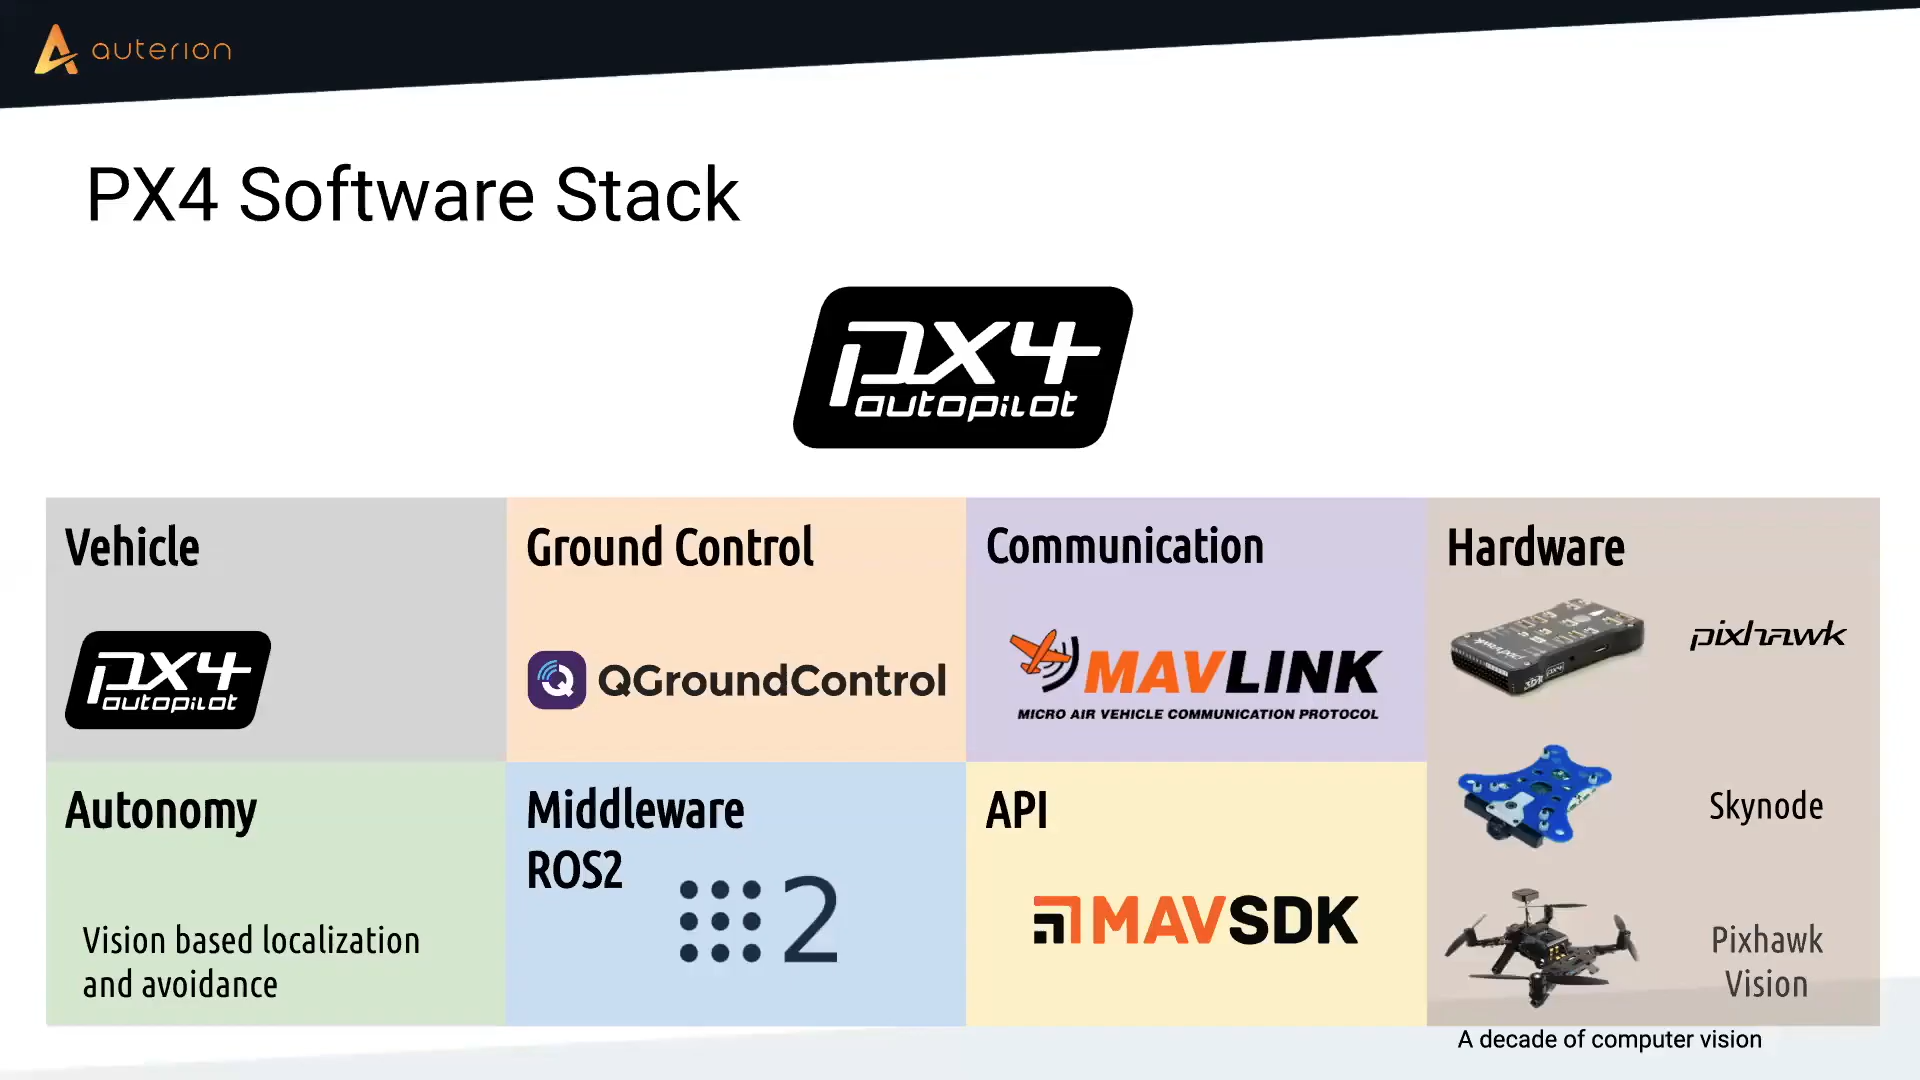 auterion
PX4 Software Stack
px4
autopilot
Vehicle
px4
autopilot
Ground Control
QGroundControl
Communication
MAVLINK
MICRO AIR VEHICLE COMMUNICATION PROTOCOL
Hardware
pixhawk
Skynode
Pixhawk
Vision
Autonomy
Vision based localization
and avoidance
Middleware
ROS2
2
API
MAVSDK
A decade of computer vision